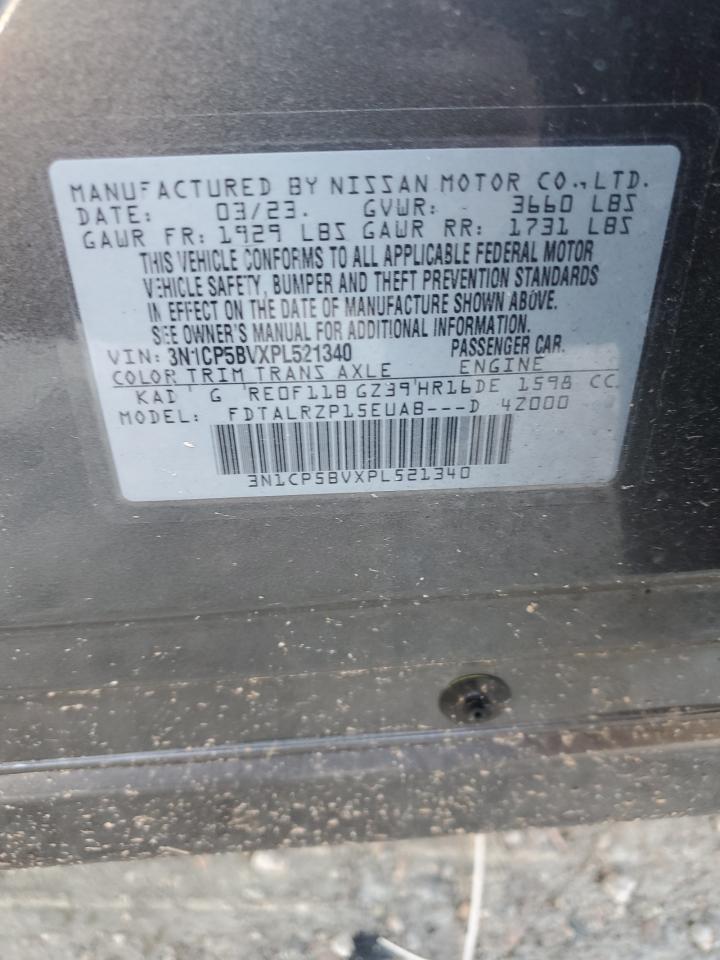 MANUFACTURED BY NISSAN MOTOR CO., LTD.
DATE: 03/23. GVWR: 3660 LBS
GAWR FR: 1929 LBS GAWR RR: 1731 LBS
THIS VEHICLE CONFORMS TO ALL APPLICABLE FEDERAL MOTOR
VEHICLE SAFETY, BUMPER AND THEFT PREVENTION STANDARDS
IN EFFECT ON THE DATE OF MANUFACTURE SHOWN ABOVE.
SEE OWNER'S MANUAL FOR ADDITIONAL INFORMATION.
VIN: 3N1CP5BVXPL521340 PASSENGER CAR.
COLOR TRIM TRANS AXLE ENGINE
KAD G RE0F11B GZ39 HR16DE 1598 CC
MODEL: FDTALRZP15EUAB---D 4Z000
3N1CP5BVXPL521340